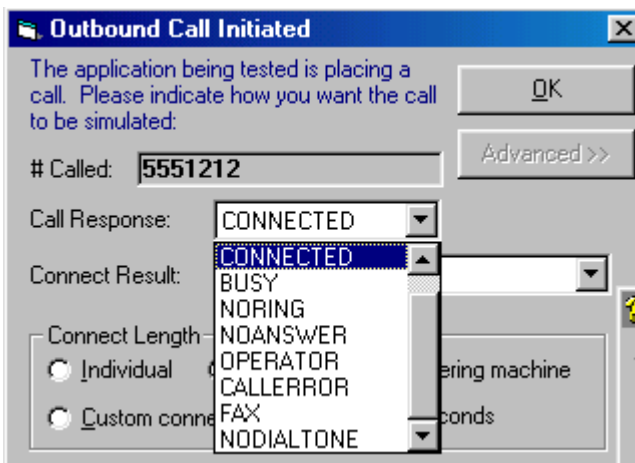 Outbound Call Initiated
The application being tested is placing a
call. Please indicate how you want the call
to be simulated:
OK
Advanced >>
# Called: 5551212
Call Response: CONNECTED
CONNECTED
Connect Result:
BUSY
NORING
NOANSWER
OPERATOR
CALLERROR
FAX
NODIALTONE
Connect Length
Individual ering machine
Custom conne conds